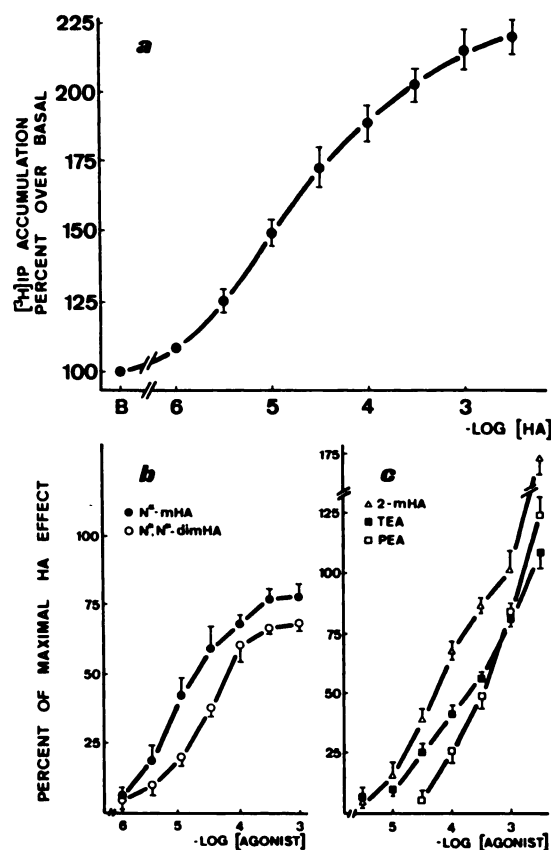 a
225
200
175
150
125
100
[³H]IP ACCUMULATION
PERCENT OVER BASAL
B 6 5 4 3
-LOG [HA]
b
● Nᵅ-mHA
○ Nᵅ,Nᵅ-dimHA
100
75
50
25
PERCENT OF MAXIMAL HA EFFECT
6 5 4 3
-LOG [AGONIST]
c
△ 2-mHA
■ TEA
□ PEA
175
125
100
75
50
25
5 4 3
-LOG [AGONIST]